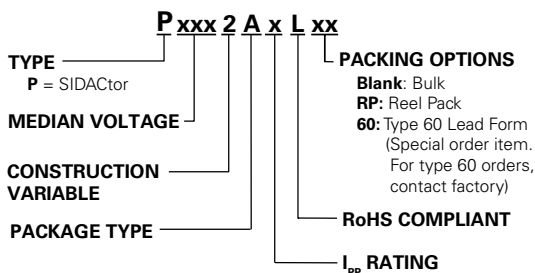 P xxx 2 A x L xx
TYPE
P = SIDACtor
MEDIAN VOLTAGE
CONSTRUCTION
VARIABLE
PACKAGE TYPE
PACKING OPTIONS
Blank: Bulk
RP: Reel Pack
60: Type 60 Lead Form
(Special order item.
For type 60 orders,
contact factory)
RoHS COMPLIANT
IPP RATING